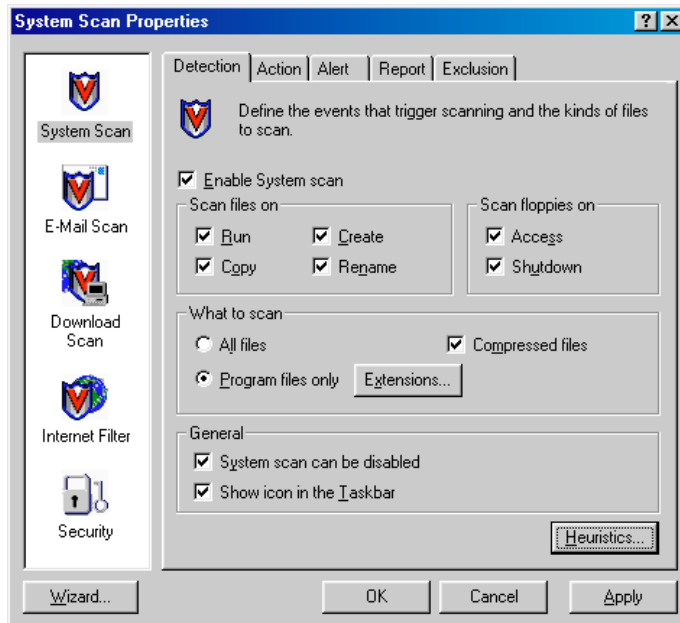 System Scan Properties
Detection Action Alert Report Exclusion
System Scan
E-Mail Scan
Download
Scan
Internet Filter
Security
Define the events that trigger scanning and the kinds of files
to scan.
Enable System scan
Scan files on
Run Create
Copy Rename
Scan floppies on
Access
Shutdown
What to scan
All files Compressed files
Program files only Extensions...
General
System scan can be disabled
Show icon in the Taskbar
Heuristics...
Wizard... OK Cancel Apply